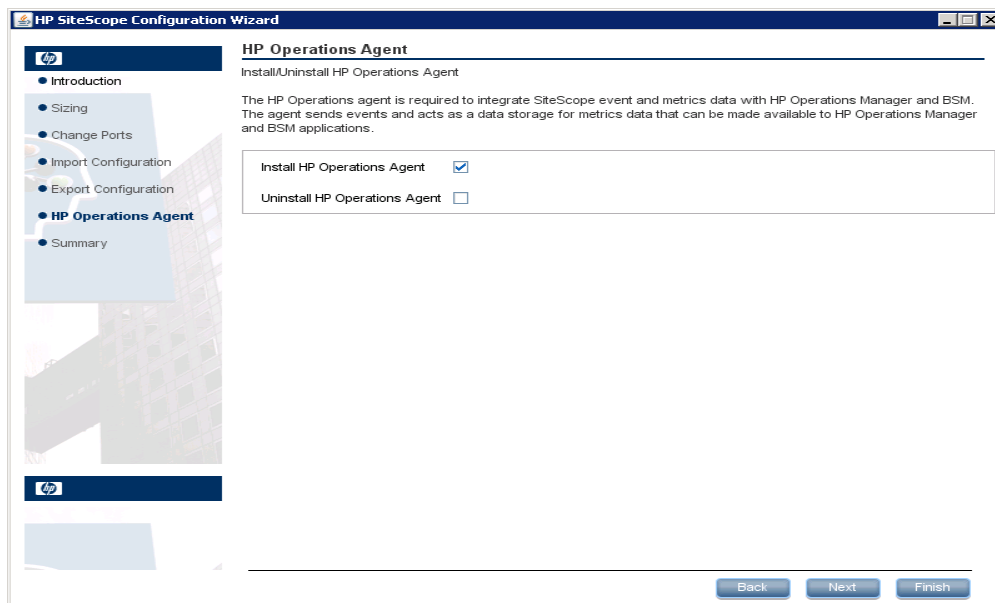 HP SiteScope Configuration Wizard
hp
Introduction
Sizing
Change Ports
Import Configuration
Export Configuration
HP Operations Agent
Summary
hp
HP Operations Agent
Install/Uninstall HP Operations Agent
The HP Operations agent is required to integrate SiteScope event and metrics data with HP Operations Manager and BSM.
The agent sends events and acts as a data storage for metrics data that can be made available to HP Operations Manager
and BSM applications.
Install HP Operations Agent
Uninstall HP Operations Agent
Back
Next
Finish